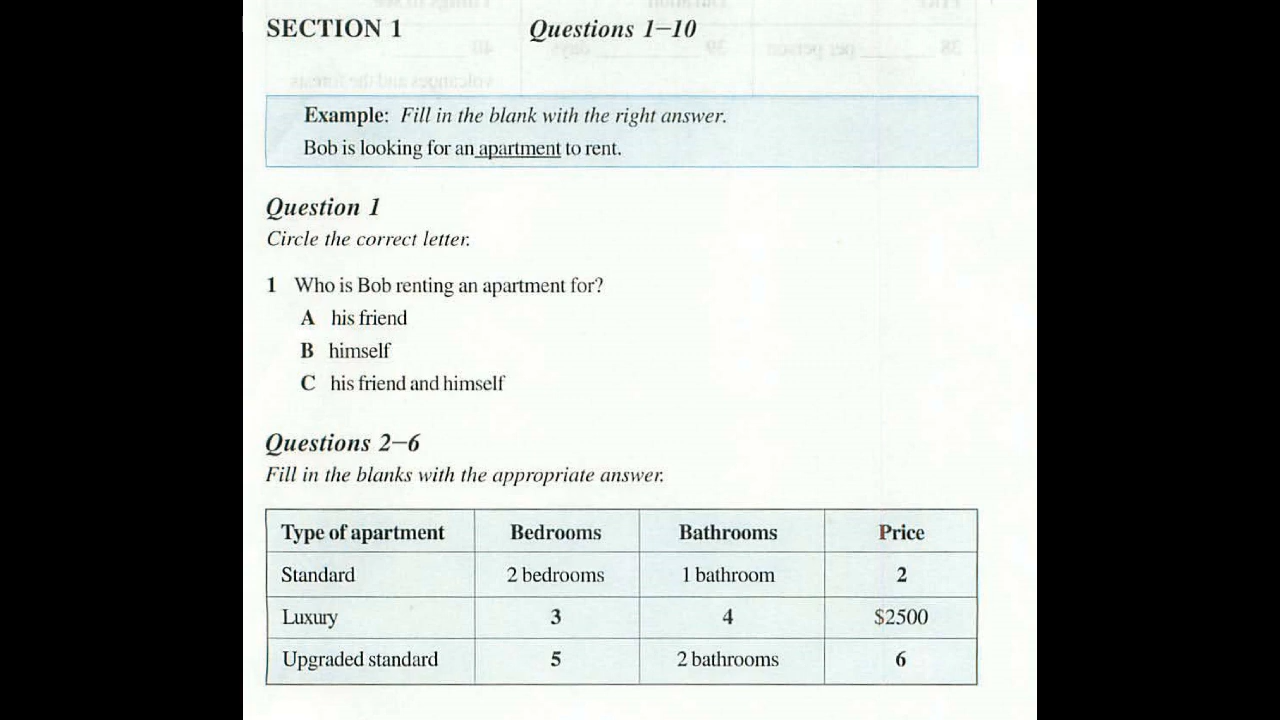 SECTION 1 Questions 1–10
Example: Fill in the blank with the right answer.
Bob is looking for an apartment to rent.
Question 1
Circle the correct letter.
1 Who is Bob renting an apartment for?
A his friend
B himself
C his friend and himself
Questions 2–6
Fill in the blanks with the appropriate answer.
Type of apartment Bedrooms Bathrooms Price
Standard 2 bedrooms 1 bathroom 2
Luxury 3 4 $2500
Upgraded standard 5 2 bathrooms 6